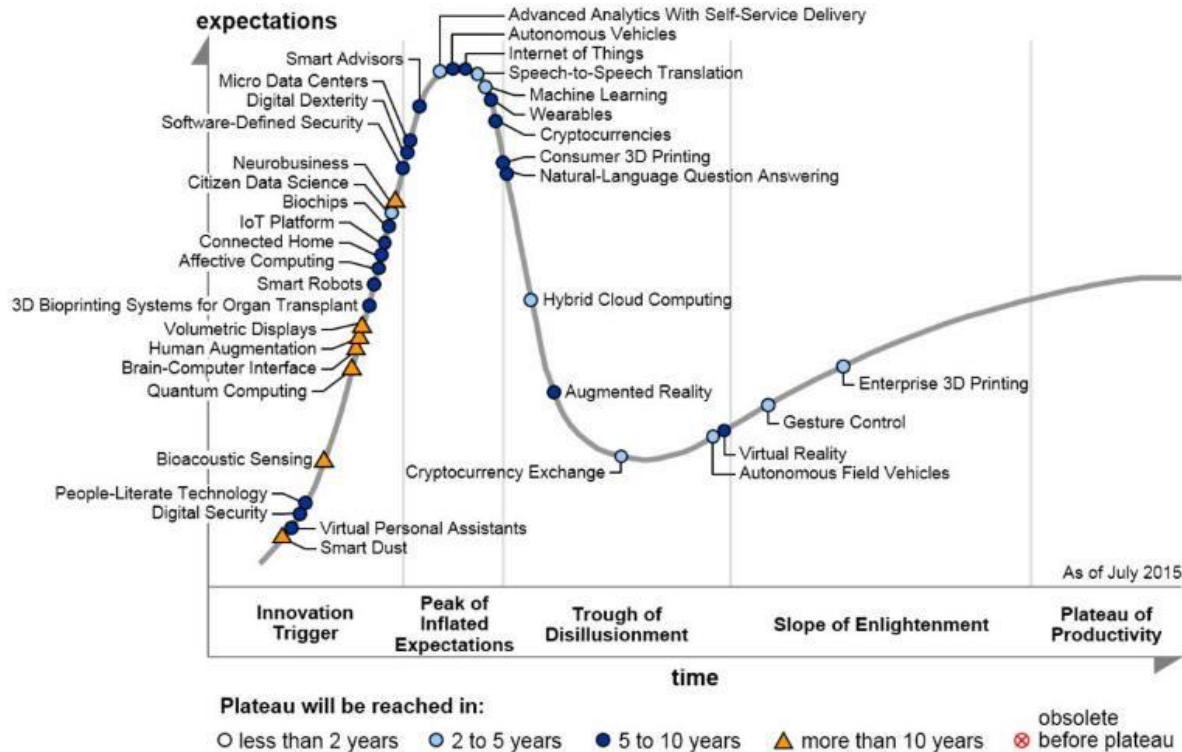 expectations
Advanced Analytics With Self-Service Delivery
Autonomous Vehicles
Internet of Things
Speech-to-Speech Translation
Machine Learning
Wearables
Cryptocurrencies
Consumer 3D Printing
Natural-Language Question Answering
Smart Advisors
Micro Data Centers
Digital Dexterity
Software-Defined Security
Neurobusiness
Citizen Data Science
Biochips
IoT Platform
Connected Home
Affective Computing
Smart Robots
3D Bioprinting Systems for Organ Transplant
Volumetric Displays
Human Augmentation
Brain-Computer Interface
Quantum Computing
Bioacoustic Sensing
People-Literate Technology
Digital Security
Virtual Personal Assistants
Smart Dust
Hybrid Cloud Computing
Augmented Reality
Cryptocurrency Exchange
Virtual Reality
Autonomous Field Vehicles
Gesture Control
Enterprise 3D Printing
As of July 2015
Innovation
Trigger
Peak of
Inflated
Expectations
Trough of
Disillusionment
Slope of Enlightenment
Plateau of
Productivity
time
Plateau will be reached in:
less than 2 years
2 to 5 years
5 to 10 years
more than 10 years
obsolete
before plateau